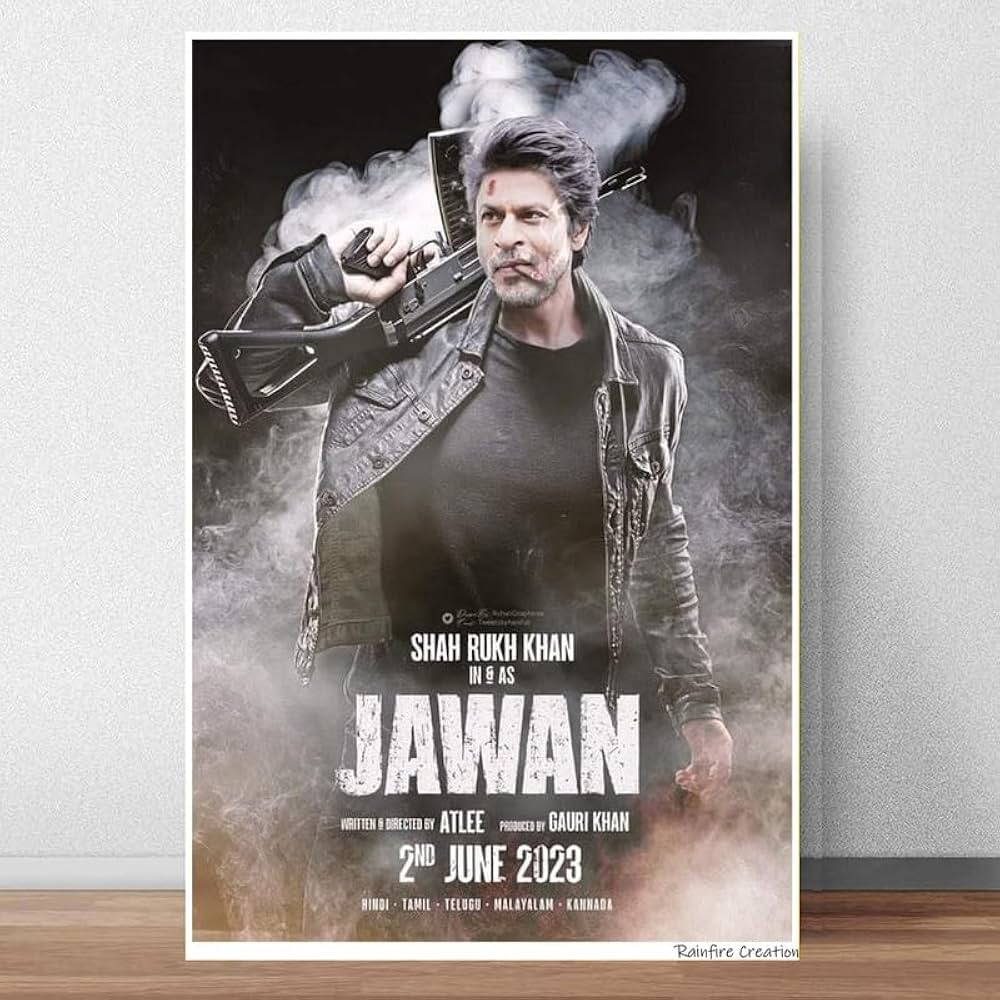 SHAH RUKH KHAN
IN & AS
JAWAN
WRITTEN & DIRECTED BY ATLEE PRODUCED BY GAURI KHAN
2ND JUNE 2023
HINDI · TAMIL · TELUGU · MALAYALAM · KANNADA
Rainfire Creation